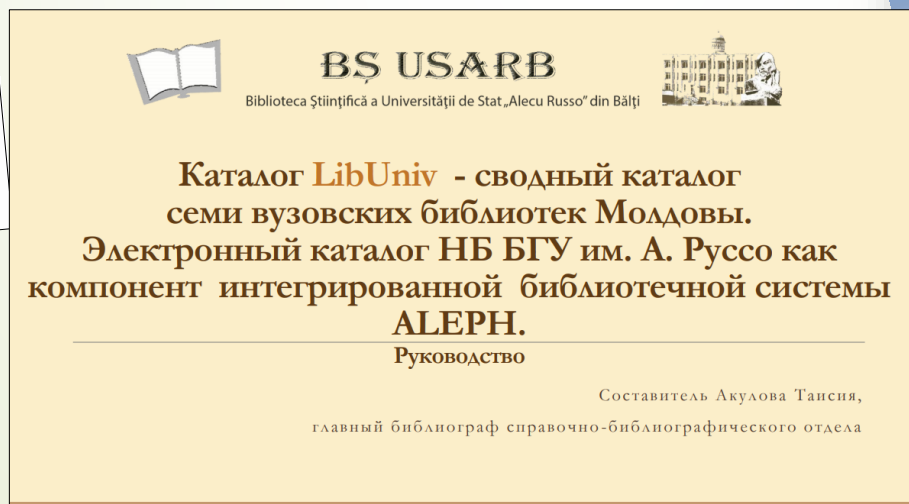 BȘ USARB
Biblioteca Științifică a Universității de Stat „Alecu Russo” din Bălți
Каталог LibUniv - сводный каталог
семи вузовских библиотек Молдовы.
Электронный каталог НБ БГУ им. А. Руссо как
компонент интегрированной библиотечной системы
ALEPH.
Руководство
Составитель Акулова Таисия,
главный библиограф справочно-библиографического отдела